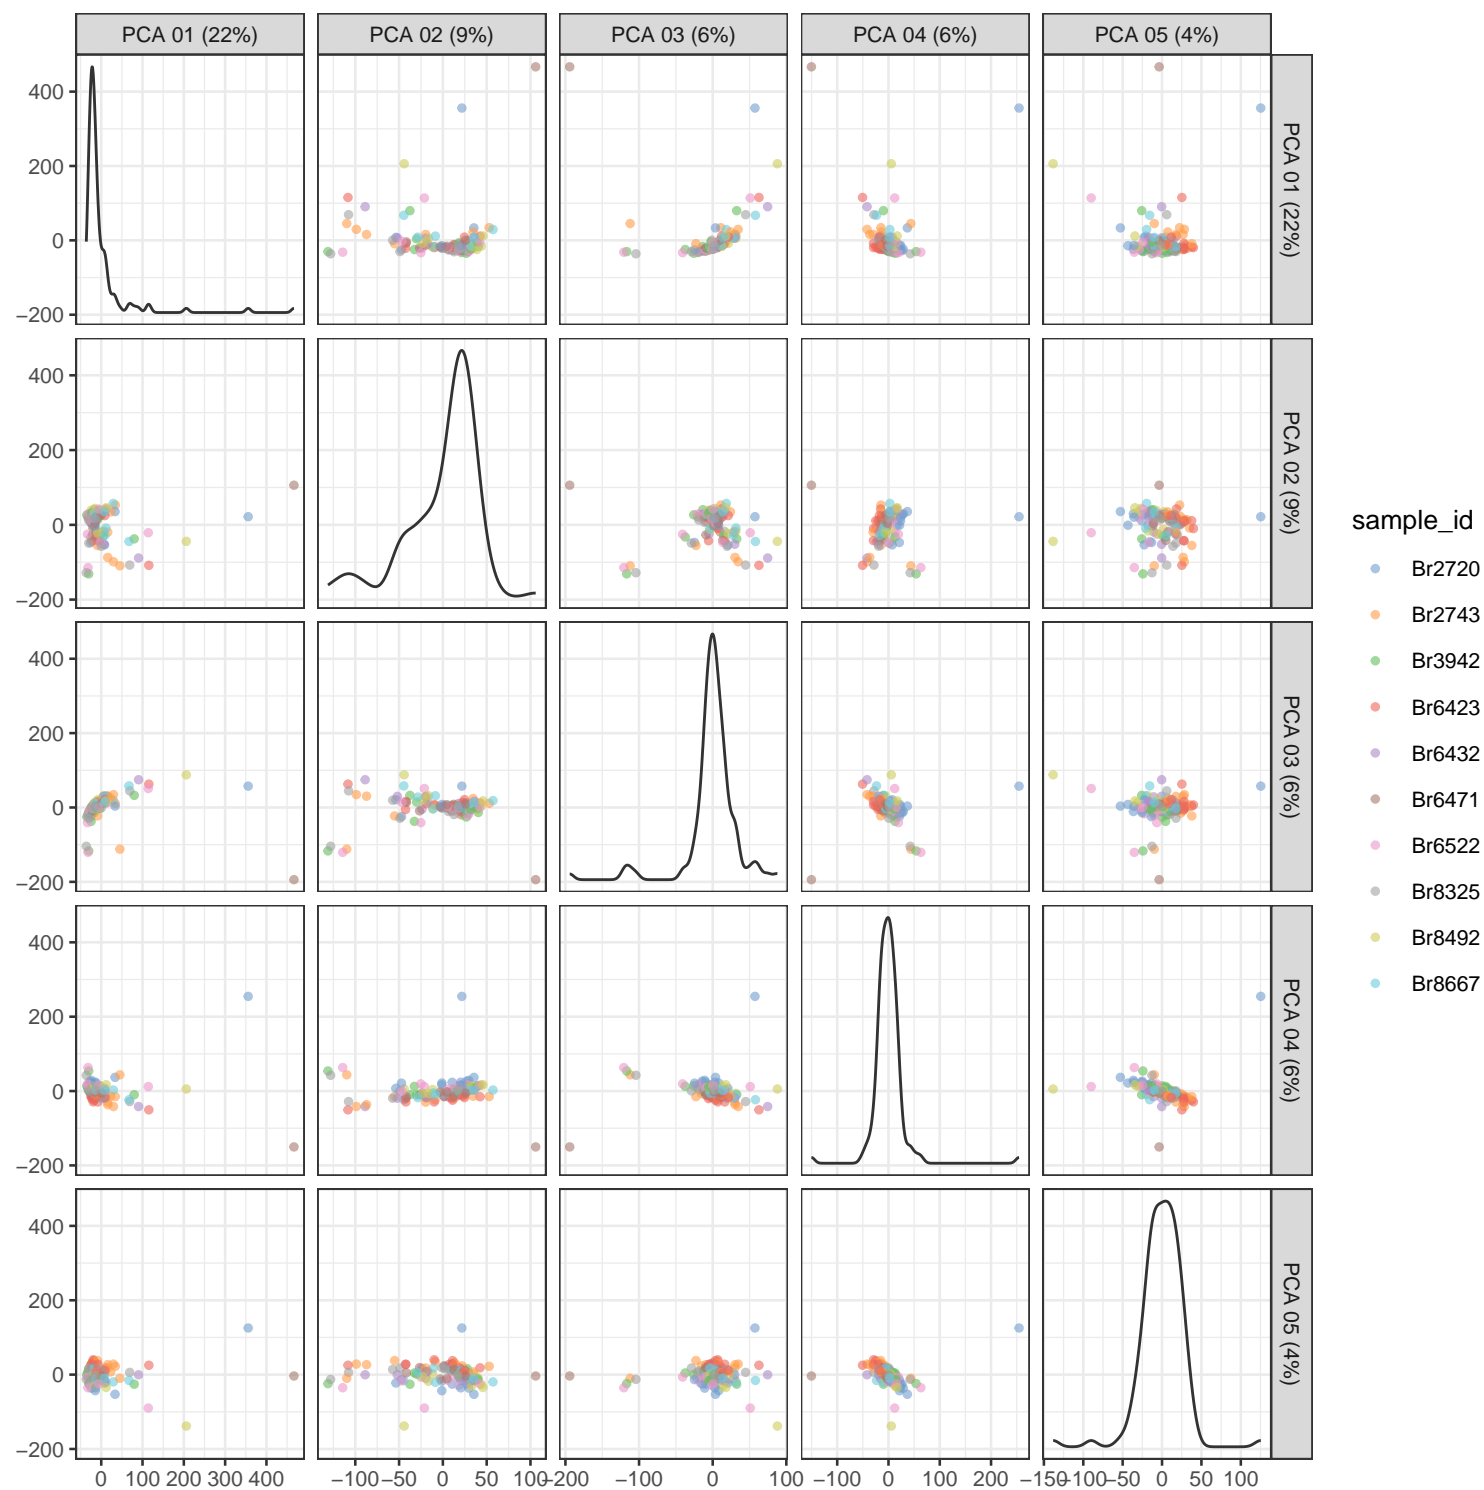 PCA 01 (22%) PCA 02 (9%) PCA 03 (6%) PCA 04 (6%) PCA 05 (4%)
400
200
0
−200
PCA 01 (22%)
400
200
0
−200
PCA 02 (9%)
400
200
0
−200
PCA 03 (6%)
400
200
0
−200
PCA 04 (6%)
400
200
0
−200
PCA 05 (4%)
0 100 200 300 400 −100 −50 0 50 100 −200 −100 0 100 −100 0 100 200 −150 −100 −50 0 50 100
sample_id
Br2720
Br2743
Br3942
Br6423
Br6432
Br6471
Br6522
Br8325
Br8492
Br8667